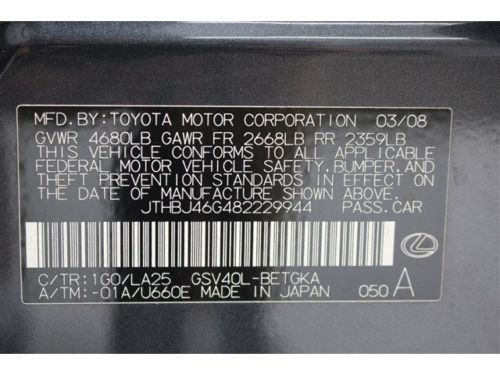 MFD.BY:TOYOTA MOTOR CORPORATION 03/08
GVWR 4680LB GAWR FR 2668LB RR 2359LB
THIS VEHICLE CONFORMS TO ALL APPLICABLE
FEDERAL MOTOR VEHICLE SAFETY,BUMPER,AND
THEFT PREVENTION STANDARDS IN EFFECT ON
THE DATE OF MANUFACTURE SHOWN ABOVE.
JTHBJ46G482229944 PASS.CAR
C/TR:1G0/LA25 GSV40L-BETGKA
A/TM:-01A/U660E MADE IN JAPAN 050 A